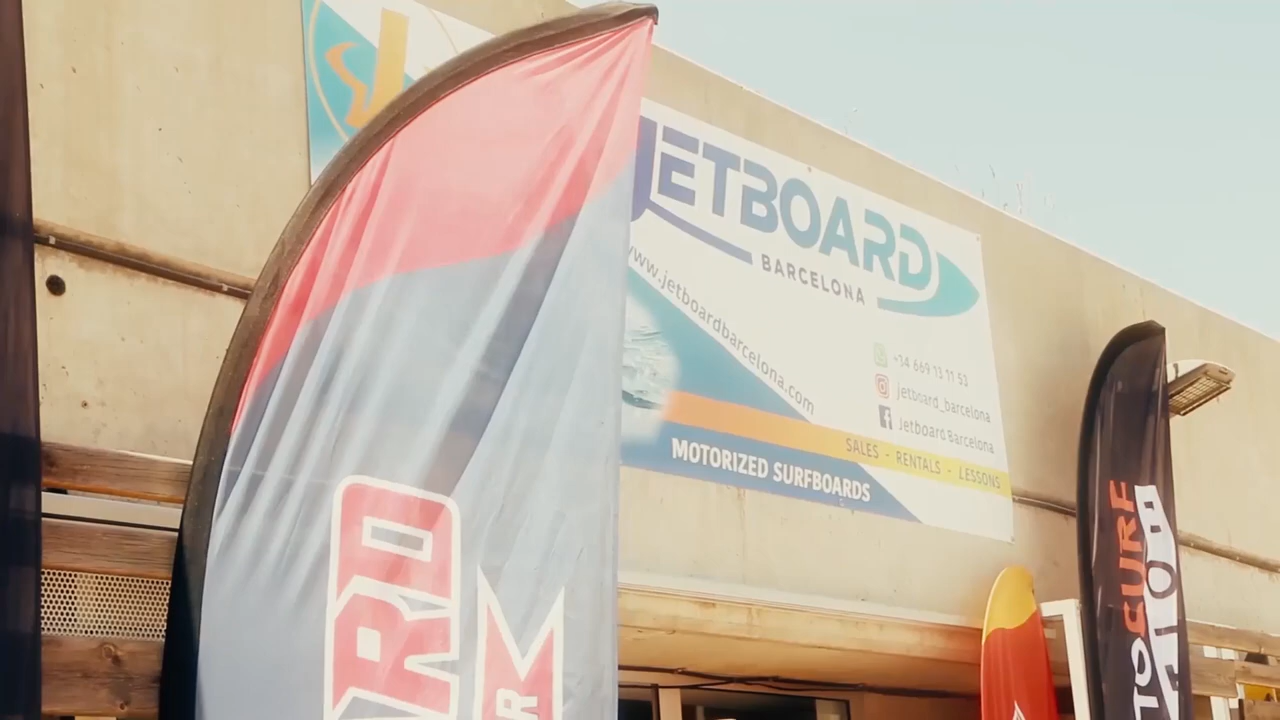 JETBOARD
BARCELONA
www.jetboardbarcelona.com
+34 669 13 11 53
jetboard_barcelona
Jetboard Barcelona
SALES - RENTALS - LESSONS
MOTORIZED SURFBOARDS